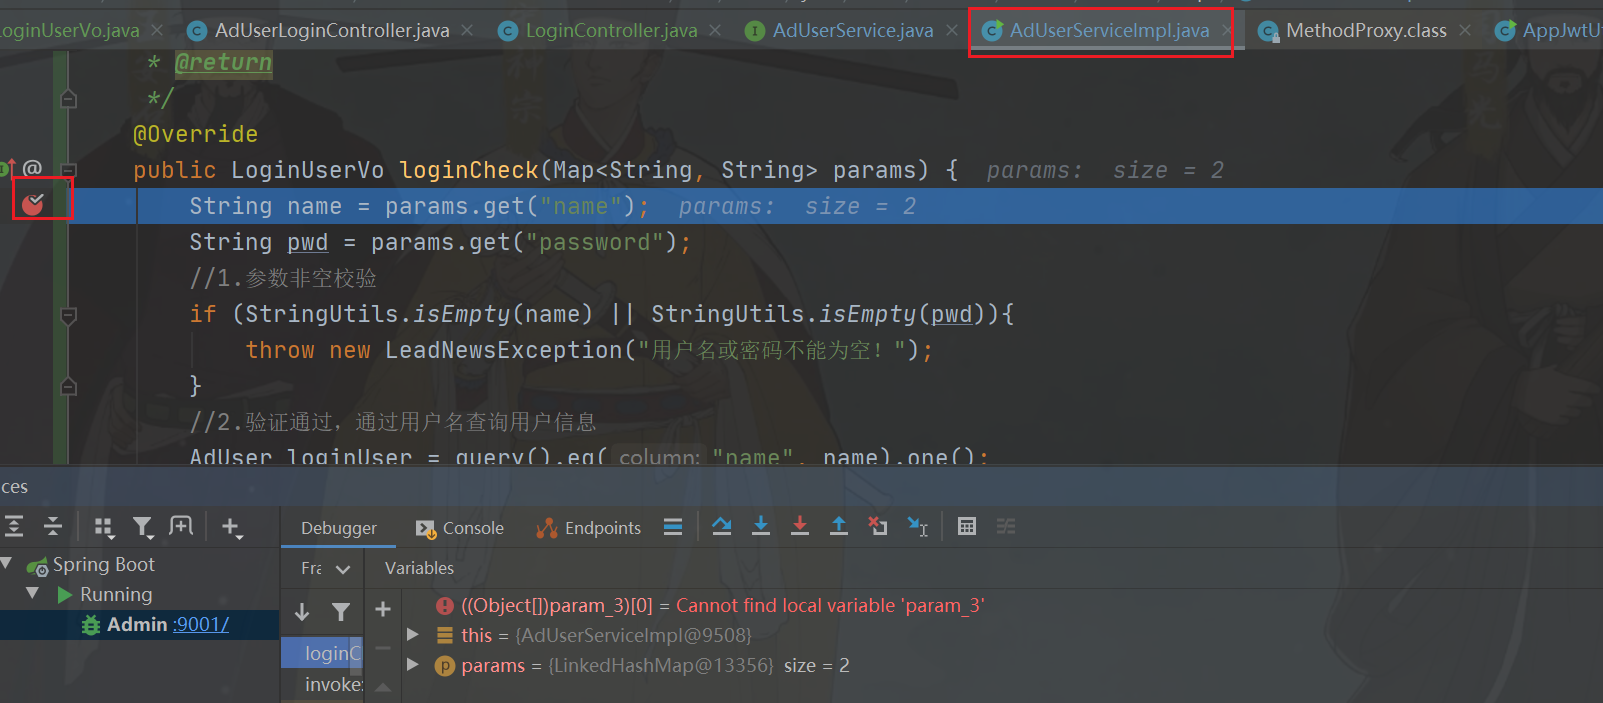 oginUserVo.java AdUserLoginController.java LoginController.java AdUserService.java AdUserServiceImpl.java MethodProxy.class AppJwtUt
* @return
*/
@Override
@ public LoginUserVo loginCheck(Map<String, String> params) { params: size = 2
String name = params.get("name"); params: size = 2
String pwd = params.get("password");
//1.参数非空校验
if (StringUtils.isEmpty(name) || StringUtils.isEmpty(pwd)){
throw new LeadNewsException("用户名或密码不能为空！");
}
//2.验证通过，通过用户名查询用户信息
AdUser loginUser = query().eq( column: "name", name).one();
ces
Debugger Console Endpoints
Spring Boot
Running
Admin :9001/
Fra Variables
((Object[])param_3)[0] = Cannot find local variable 'param_3'
this = {AdUserServiceImpl@9508}
loginC
params = {LinkedHashMap@13356} size = 2
invoke: